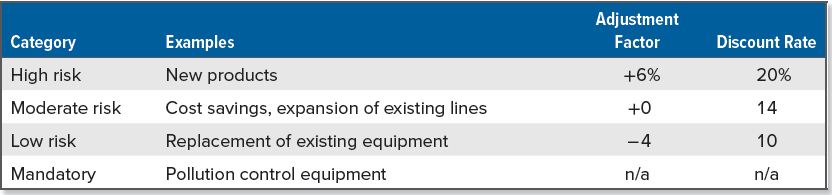 Adjustment
Category Examples Factor Discount Rate
High risk New products +6% 20%
Moderate risk Cost savings, expansion of existing lines +0 14
Low risk Replacement of existing equipment −4 10
Mandatory Pollution control equipment n/a n/a